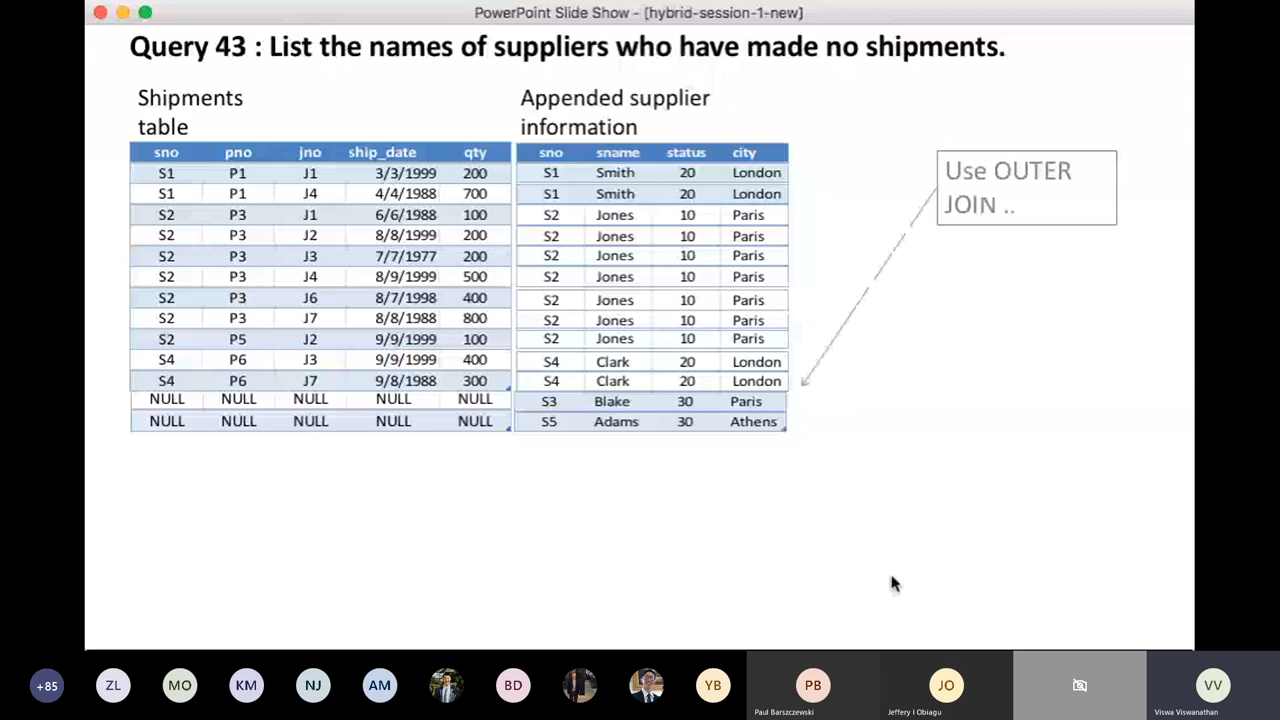 PowerPoint Slide Show - [hybrid-session-1-new]
Query 43 : List the names of suppliers who have made no shipments.
Shipments
table
Appended supplier
information
Use OUTER
JOIN ..
sno pno jno ship_date qty sno sname status city
S1 P1 J1 3/3/1999 200 S1 Smith 20 London
S1 P1 J4 4/4/1988 700 S1 Smith 20 London
S2 P3 J1 6/6/1988 100 S2 Jones 10 Paris
S2 P3 J2 8/8/1999 200 S2 Jones 10 Paris
S2 P3 J3 7/7/1977 200 S2 Jones 10 Paris
S2 P3 J4 8/9/1999 500 S2 Jones 10 Paris
S2 P3 J6 8/7/1998 400 S2 Jones 10 Paris
S2 P3 J7 8/8/1988 800 S2 Jones 10 Paris
S2 P5 J2 9/9/1999 100 S2 Jones 10 Paris
S4 P6 J3 9/9/1999 400 S4 Clark 20 London
S4 P6 J7 9/8/1988 300 S4 Clark 20 London
NULL NULL NULL NULL NULL S3 Blake 30 Paris
NULL NULL NULL NULL NULL S5 Adams 30 Athens
+85 ZL MO KM NJ AM BD YB PB JO VV
Paul Barszczewski Jeffery I Obiagu Viswa Viswanathan